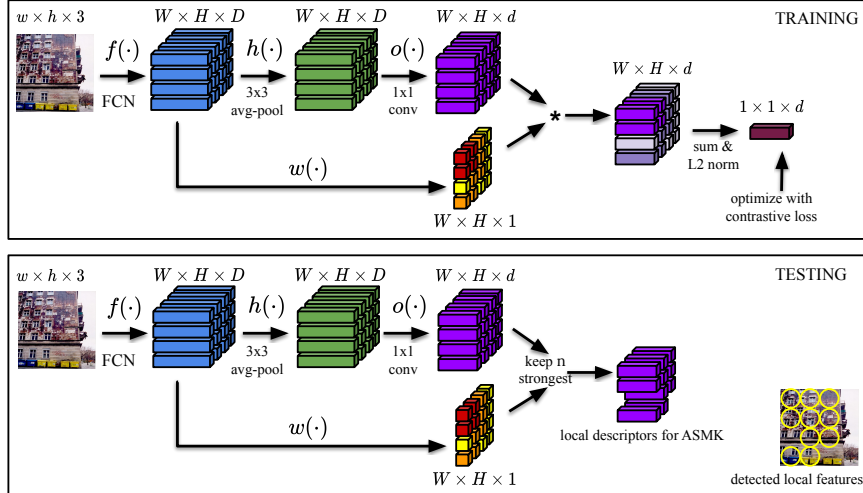 w × h × 3
W × H × D
W × H × D
W × H × d
TRAINING
f(·)
h(·)
o(·)
FCN
3x3
avg-pool
1x1
conv
W × H × d
*
1 × 1 × d
sum &
L2 norm
w(·)
W × H × 1
optimize with
contrastive loss
w × h × 3
W × H × D
W × H × D
W × H × d
TESTING
f(·)
h(·)
o(·)
FCN
3x3
avg-pool
1x1
conv
keep n
strongest
w(·)
W × H × 1
local descriptors for ASMK
detected local features